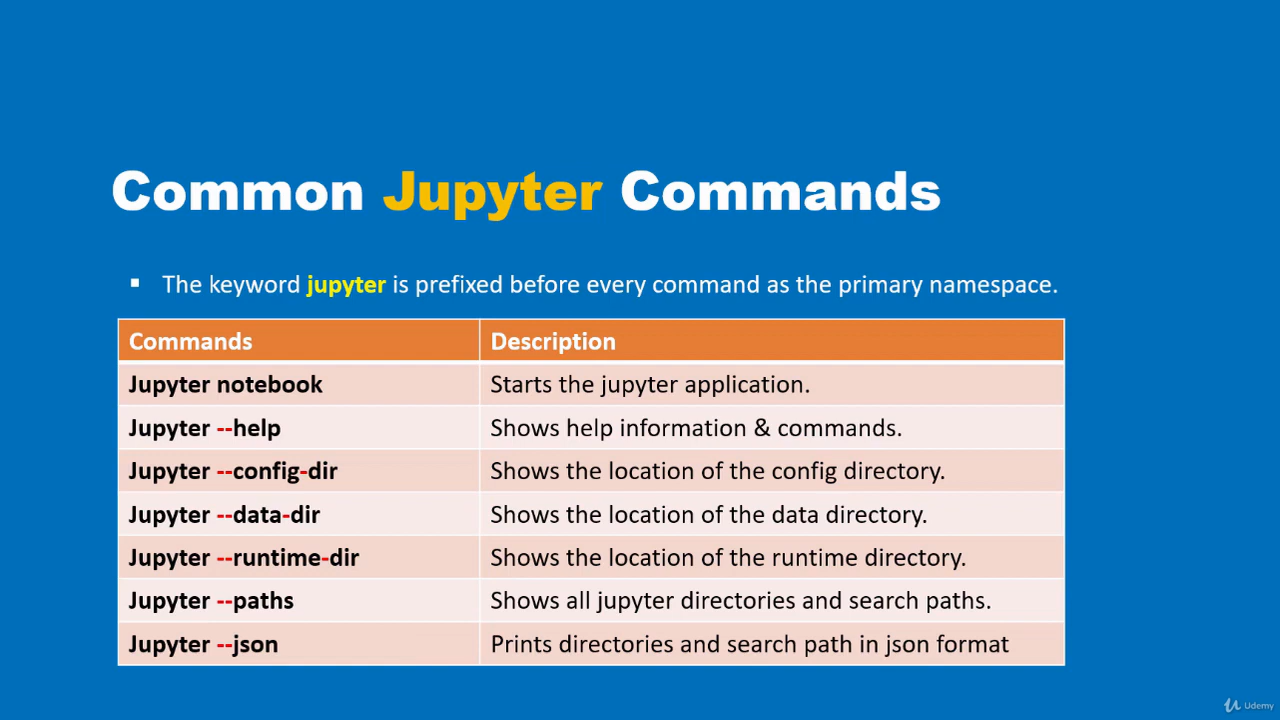 Common Jupyter Commands
▪ The keyword jupyter is prefixed before every command as the primary namespace.
Commands Description
Jupyter notebook Starts the jupyter application.
Jupyter --help Shows help information & commands.
Jupyter --config-dir Shows the location of the config directory.
Jupyter --data-dir Shows the location of the data directory.
Jupyter --runtime-dir Shows the location of the runtime directory.
Jupyter --paths Shows all jupyter directories and search paths.
Jupyter --json Prints directories and search path in json format
Udemy